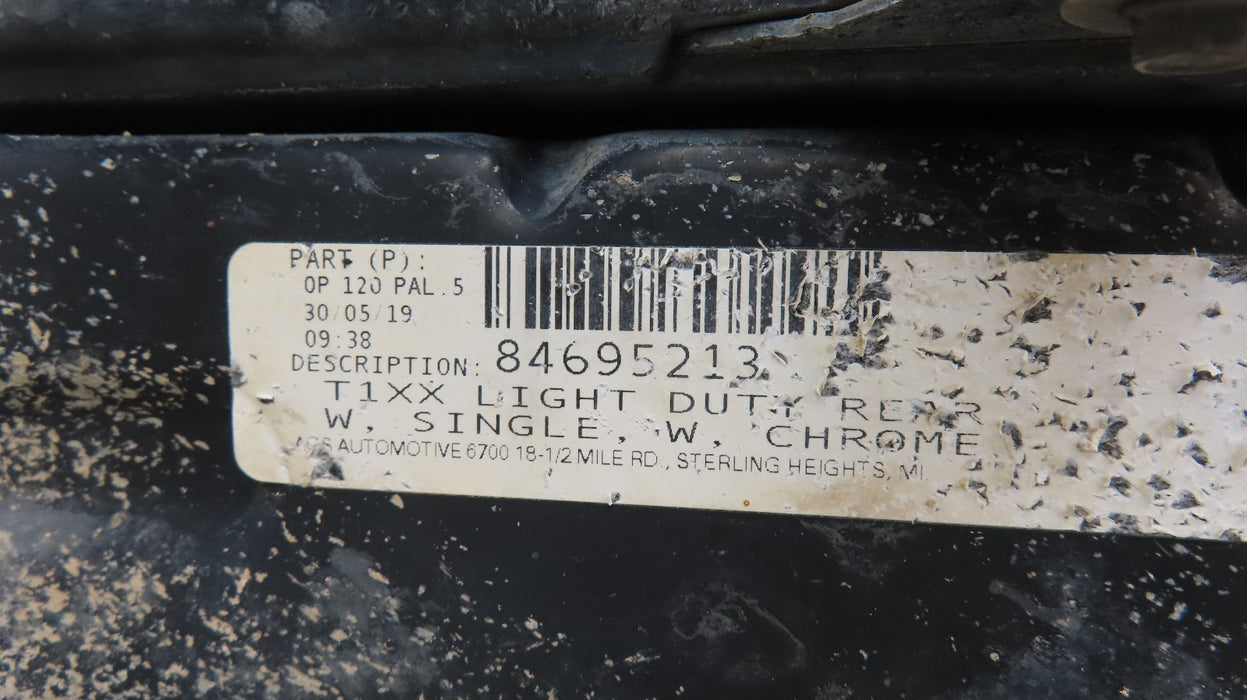 PART (P):
OP 120 PAL.5
30/05/19
09:38
DESCRIPTION: 84695213
T1XX LIGHT DUTY REAR
W, SINGLE, W, CHROME
AGS AUTOMOTIVE 6700 18-1/2 MILE RD., STERLING HEIGHTS, MI.